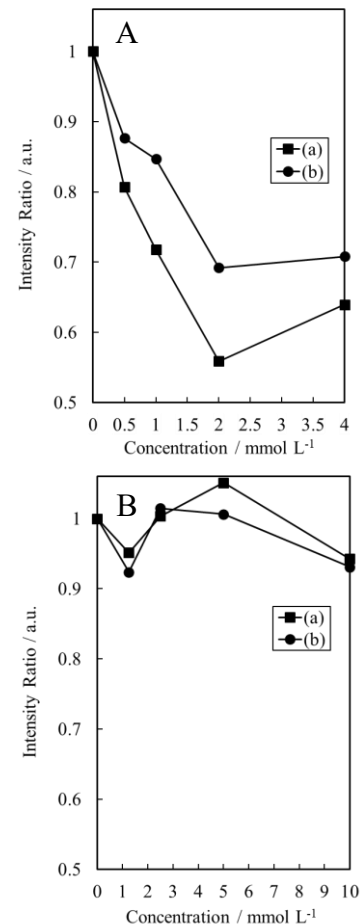 A
1
0.9
0.8
0.7
0.6
0.5
Intensity Ratio / a.u.
(a)
(b)
0 0.5 1 1.5 2 2.5 3 3.5 4
Concentration / mmol L-1
B
1
0.9
0.8
0.7
0.6
0.5
Intensity Ratio / a.u.
(a)
(b)
0 1 2 3 4 5 6 7 8 9 10
Concentration / mmol L-1